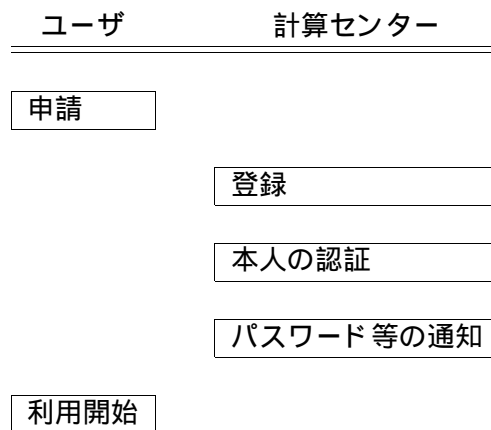 ユーザ 計算センター
申請
登録
本人の認証
パスワード等の通知
利用開始